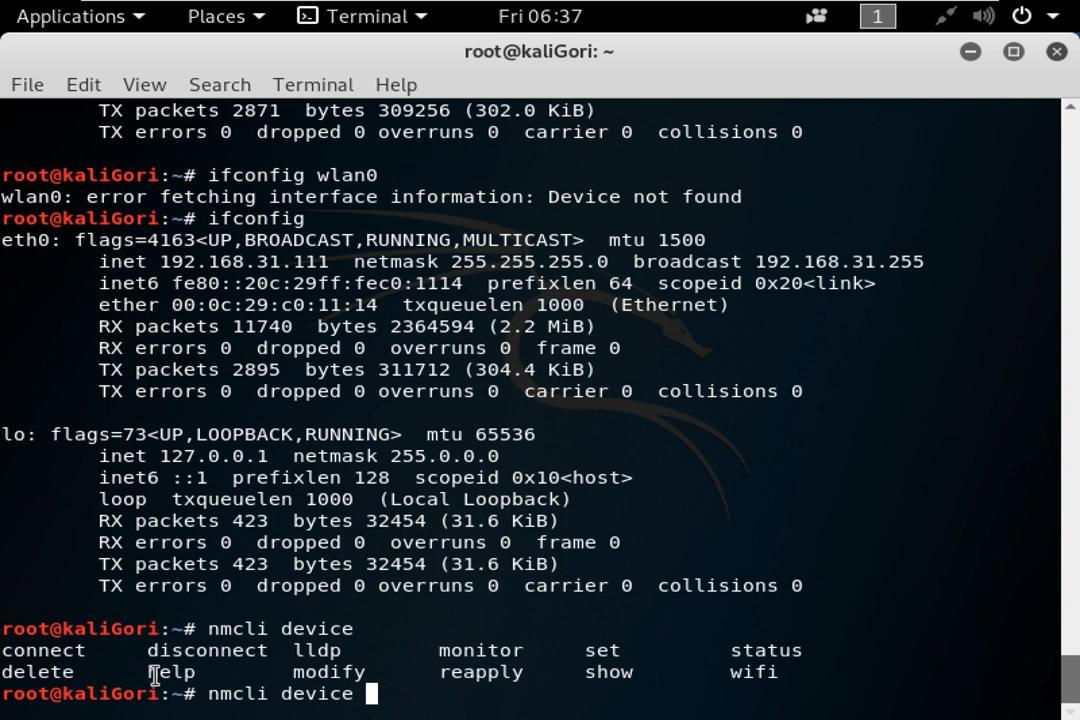 Applications Places Terminal Fri 06:37 1
root@kaliGori: ~
File Edit View Search Terminal Help
TX packets 2871  bytes 309256 (302.0 KiB)
TX errors 0  dropped 0 overruns 0  carrier 0  collisions 0
root@kaliGori:~# ifconfig wlan0
wlan0: error fetching interface information: Device not found
root@kaliGori:~# ifconfig
eth0: flags=4163<UP,BROADCAST,RUNNING,MULTICAST>  mtu 1500
inet 192.168.31.111  netmask 255.255.255.0  broadcast 192.168.31.255
inet6 fe80::20c:29ff:fec0:1114  prefixlen 64  scopeid 0x20<link>
ether 00:0c:29:c0:11:14  txqueuelen 1000  (Ethernet)
RX packets 11740  bytes 2364594 (2.2 MiB)
RX errors 0  dropped 0  overruns 0  frame 0
TX packets 2895  bytes 311712 (304.4 KiB)
TX errors 0  dropped 0 overruns 0  carrier 0  collisions 0
lo: flags=73<UP,LOOPBACK,RUNNING>  mtu 65536
inet 127.0.0.1  netmask 255.0.0.0
inet6 ::1  prefixlen 128  scopeid 0x10<host>
loop  txqueuelen 1000  (Local Loopback)
RX packets 423  bytes 32454 (31.6 KiB)
RX errors 0  dropped 0  overruns 0  frame 0
TX packets 423  bytes 32454 (31.6 KiB)
TX errors 0  dropped 0 overruns 0  carrier 0  collisions 0
root@kaliGori:~# nmcli device
connect     disconnect  lldp        monitor     set         status
delete      help        modify      reapply     show        wifi
root@kaliGori:~# nmcli device